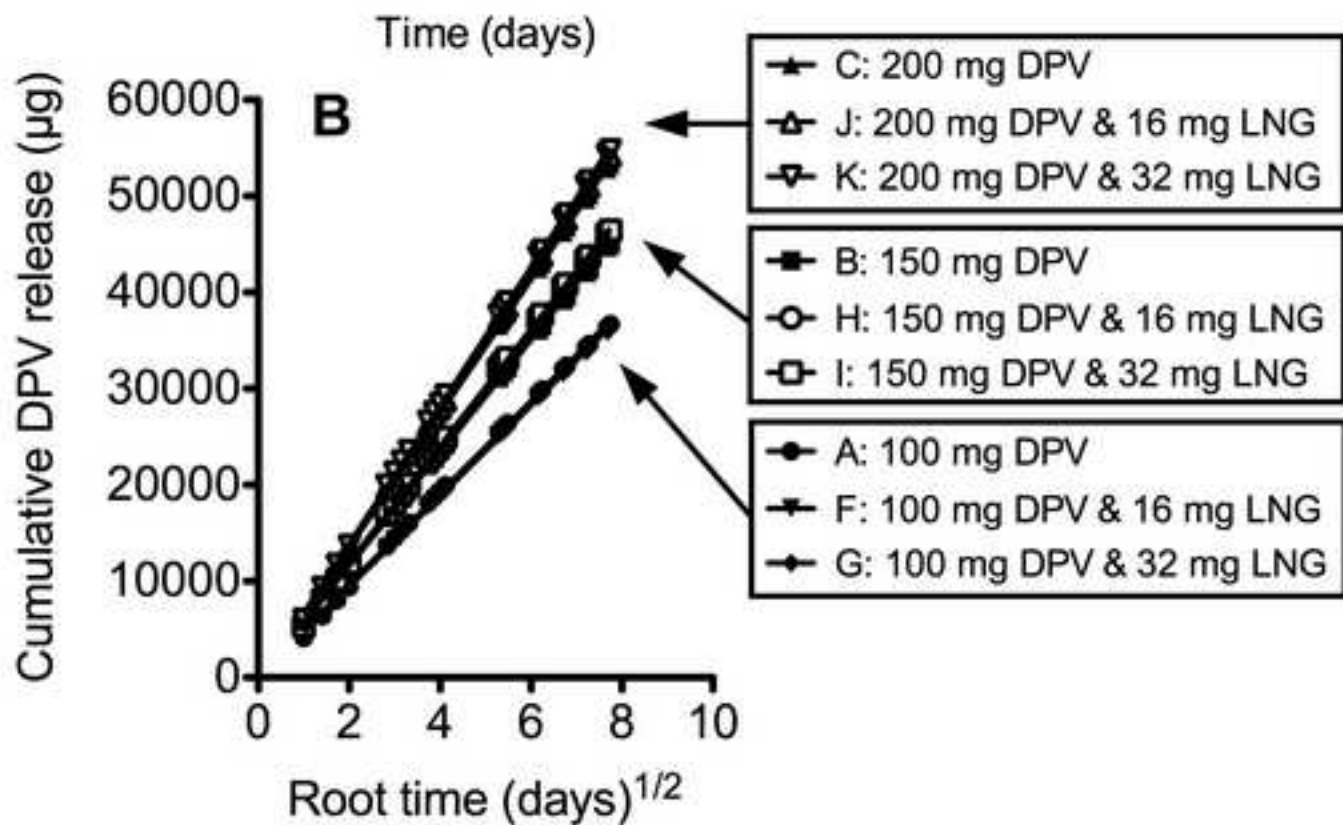 Time (days)
Cumulative DPV release (µg)
B
60000
50000
40000
30000
20000
10000
0
0 2 4 6 8 10
Root time (days)1/2
C: 200 mg DPV
J: 200 mg DPV & 16 mg LNG
K: 200 mg DPV & 32 mg LNG
B: 150 mg DPV
H: 150 mg DPV & 16 mg LNG
I: 150 mg DPV & 32 mg LNG
A: 100 mg DPV
F: 100 mg DPV & 16 mg LNG
G: 100 mg DPV & 32 mg LNG